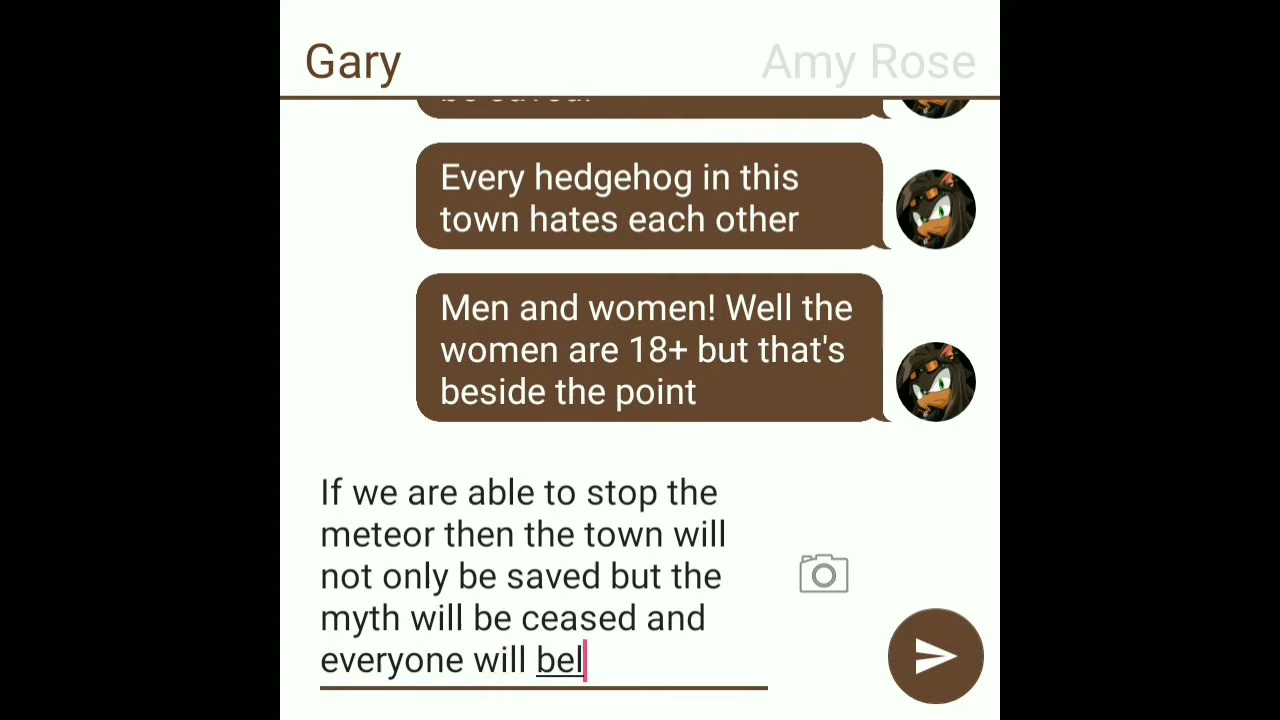 Gary
Amy Rose
Every hedgehog in this
town hates each other
Men and women! Well the
women are 18+ but that's
beside the point
If we are able to stop the
meteor then the town will
not only be saved but the
myth will be ceased and
everyone will bel